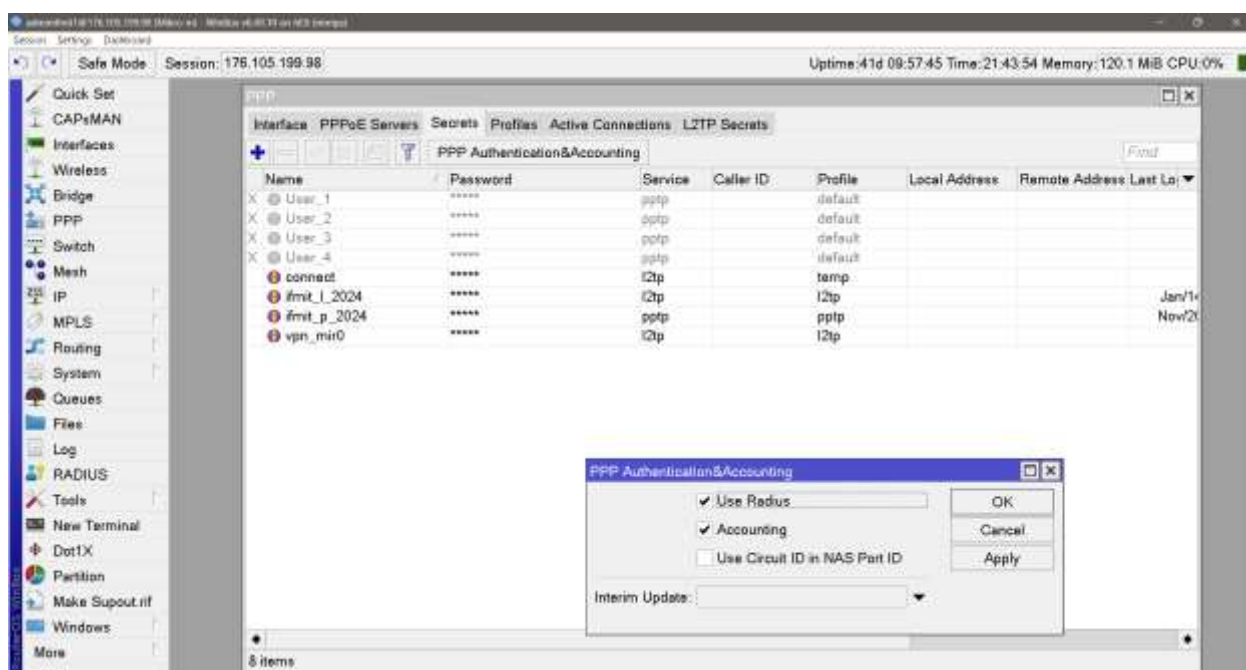 Session Settings Dashboard
Safe Mode Session: 176.105.199.98 Uptime:41d 09:57:45 Time:21:43:54 Memory:120.1 MiB CPU:0%
Quick Set
CAPsMAN
Interfaces
Wireless
Bridge
PPP
Switch
Mesh
IP
MPLS
Routing
System
Queues
Files
Log
RADIUS
Tools
New Terminal
Dot1X
Partition
Make Supout.rif
Windows
More
RouterOS WinBox
PPP
Interface PPPoE Servers Secrets Profiles Active Connections L2TP Secrets
PPP Authentication&Accounting Find
Name Password Service Caller ID Profile Local Address Remote Address Last Lo
X User_1 ***** pptp default
X User_2 ***** pptp default
X User_3 ***** pptp default
X User_4 ***** pptp default
connect ***** l2tp temp
ifmit_l_2024 ***** l2tp l2tp Jan/1
ifmit_p_2024 ***** pptp pptp Nov/2
vpn_mir0 ***** l2tp l2tp
8 items
PPP Authentication&Accounting
Use Radius
Accounting
Use Circuit ID in NAS Port ID
Interim Update:
OK
Cancel
Apply